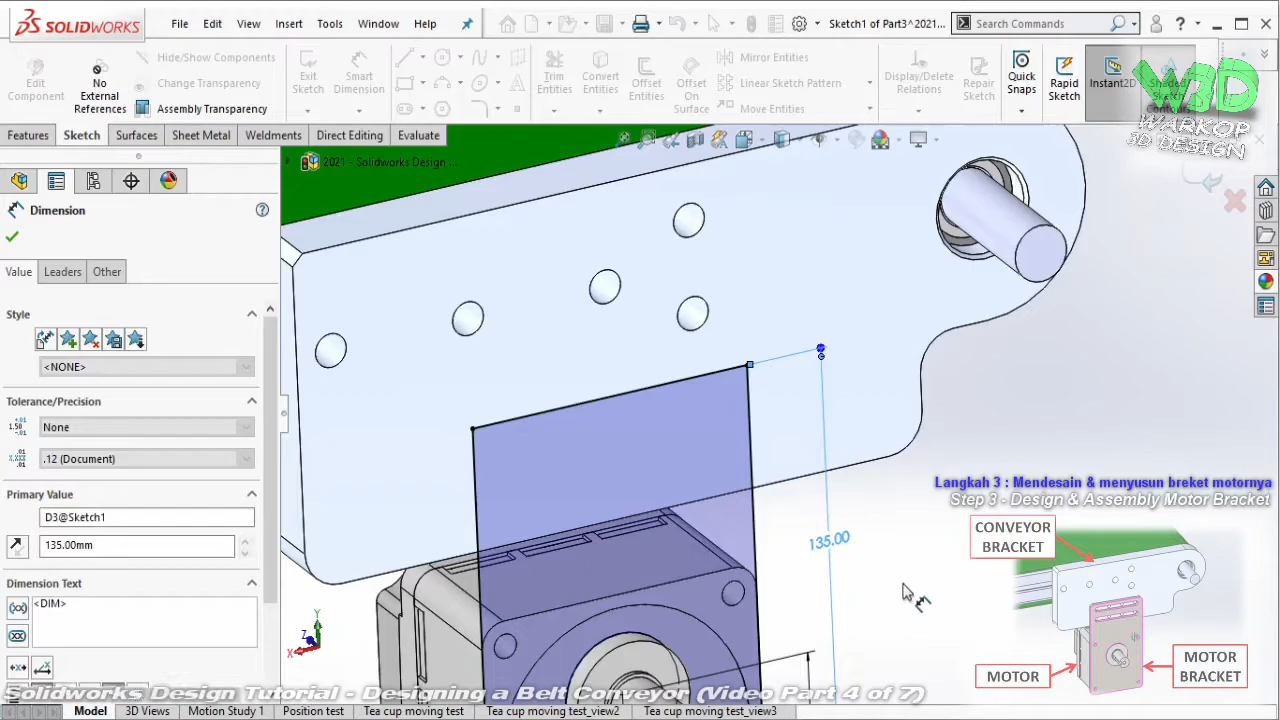 SOLIDWORKS
File Edit View Insert Tools Window Help
Sketch1 of Part3^2021...
Search Commands
Edit Component
No External References
Hide/Show Components
Change Transparency
Assembly Transparency
Exit Sketch
Smart Dimension
Trim Entities
Convert Entities
Offset Entities
Offset On Surface
Mirror Entities
Linear Sketch Pattern
Move Entities
Display/Delete Relations
Repair Sketch
Quick Snaps
Rapid Sketch
Instant2D
Shaded Sketch Contours
W3D
WARKOP
3D DESIGN
Features Sketch Surfaces Sheet Metal Weldments Direct Editing Evaluate
2021 - Solidworks Design ...
Dimension
Value Leaders Other
Style
<NONE>
Tolerance/Precision
None
.12 (Document)
Primary Value
D3@Sketch1
135.00mm
Dimension Text
<DIM>
135.00
Langkah 3 : Mendesain & menyusun breket motornya
Step 3 - Design & Assembly Motor Bracket
CONVEYOR BRACKET
MOTOR
MOTOR BRACKET
Y
Z
X
Solidworks Design Tutorial - Designing a Belt Conveyor (Video Part 4 of 7)
Model 3D Views Motion Study 1 Position test Tea cup moving test Tea cup moving test_view2 Tea cup moving test_view3